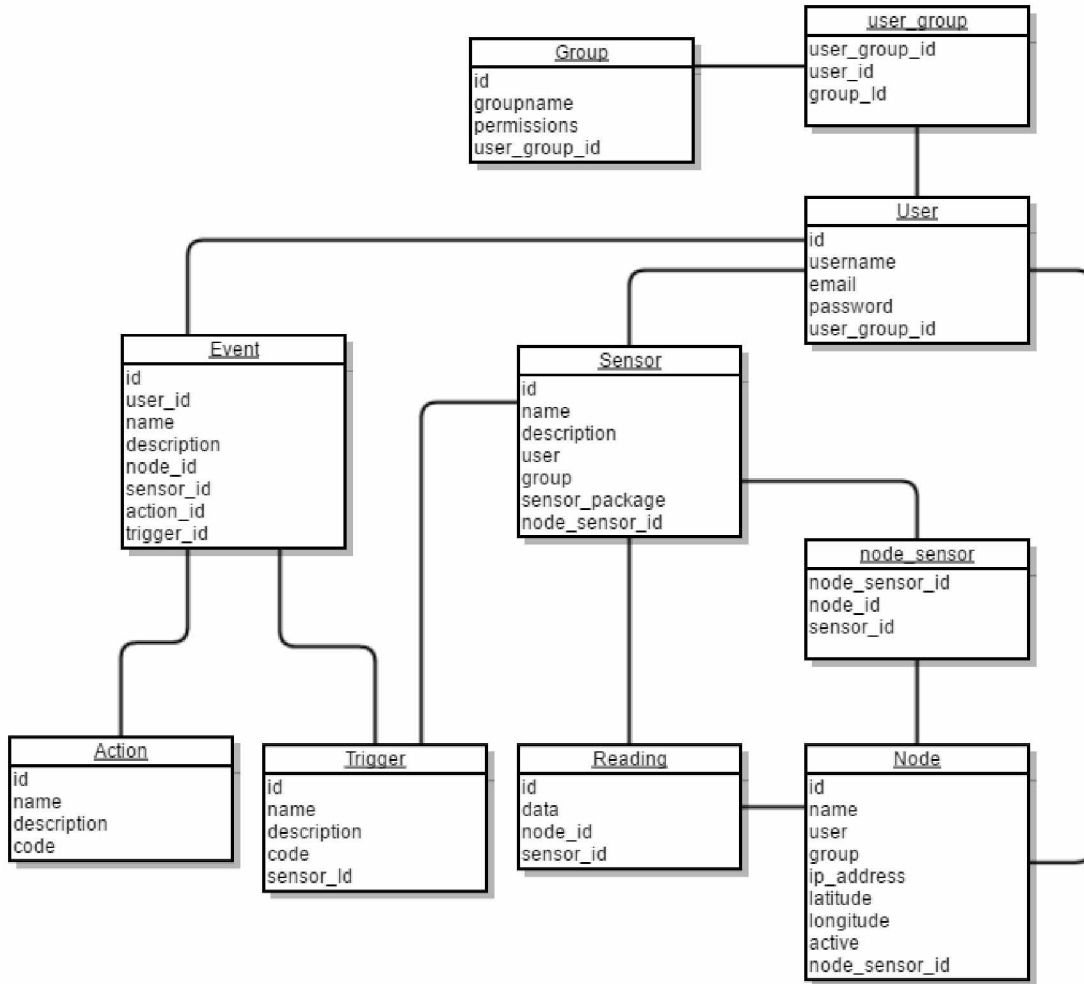 user_group
user_group_id
user_id
group_Id
Group
id
groupname
permissions
user_group_id
User
id
username
email
password
user_group_id
Event
id
user_id
name
description
node_id
sensor_id
action_id
trigger_id
Sensor
id
name
description
user
group
sensor_package
node_sensor_id
node_sensor
node_sensor_id
node_id
sensor_id
Action
id
name
description
code
Trigger
id
name
description
code
sensor_Id
Reading
id
data
node_id
sensor_id
Node
id
name
user
group
ip_address
latitude
longitude
active
node_sensor_id